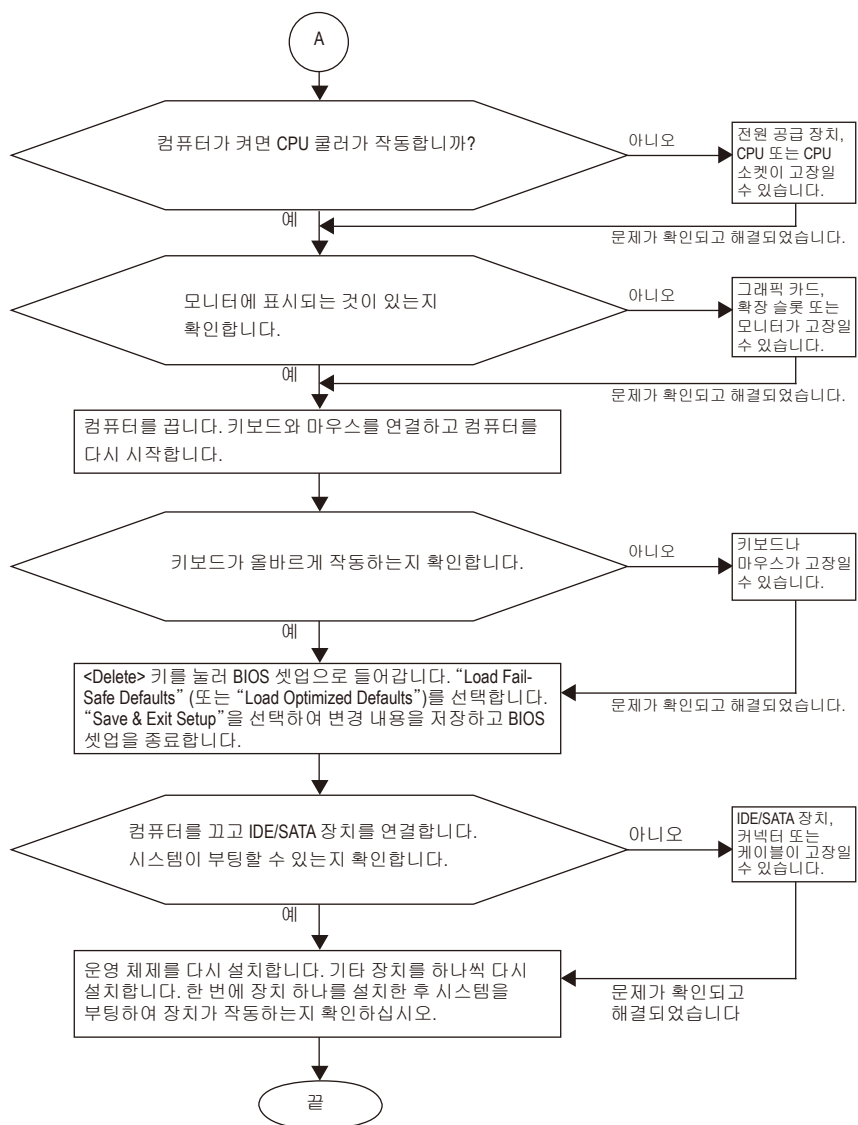 A
컴퓨터가 켜면 CPU 쿨러가 작동합니까?
아니오
전원 공급 장치,
CPU 또는 CPU
소켓이 고장일
수 있습니다.
예
문제가 확인되고 해결되었습니다.
모니터에 표시되는 것이 있는지
확인합니다.
아니오
그래픽 카드,
확장 슬롯 또는
모니터가 고장일
수 있습니다.
예
문제가 확인되고 해결되었습니다.
컴퓨터를 끕니다. 키보드와 마우스를 연결하고 컴퓨터를
다시 시작합니다.
키보드가 올바르게 작동하는지 확인합니다.
아니오
키보드나
마우스가 고장일
수 있습니다.
예
<Delete> 키를 눌러 BIOS 셋업으로 들어갑니다. “Load Fail-
Safe Defaults” (또는 “Load Optimized Defaults”)를 선택합니다.
“Save & Exit Setup”을 선택하여 변경 내용을 저장하고 BIOS
셋업을 종료합니다.
문제가 확인되고 해결되었습니다.
컴퓨터를 끄고 IDE/SATA 장치를 연결합니다.
시스템이 부팅할 수 있는지 확인합니다.
아니오
IDE/SATA 장치,
커넥터 또는
케이블이 고장일
수 있습니다.
예
운영 체제를 다시 설치합니다. 기타 장치를 하나씩 다시
설치합니다. 한 번에 장치 하나를 설치한 후 시스템을
부팅하여 장치가 작동하는지 확인하십시오.
문제가 확인되고
해결되었습니다
끝